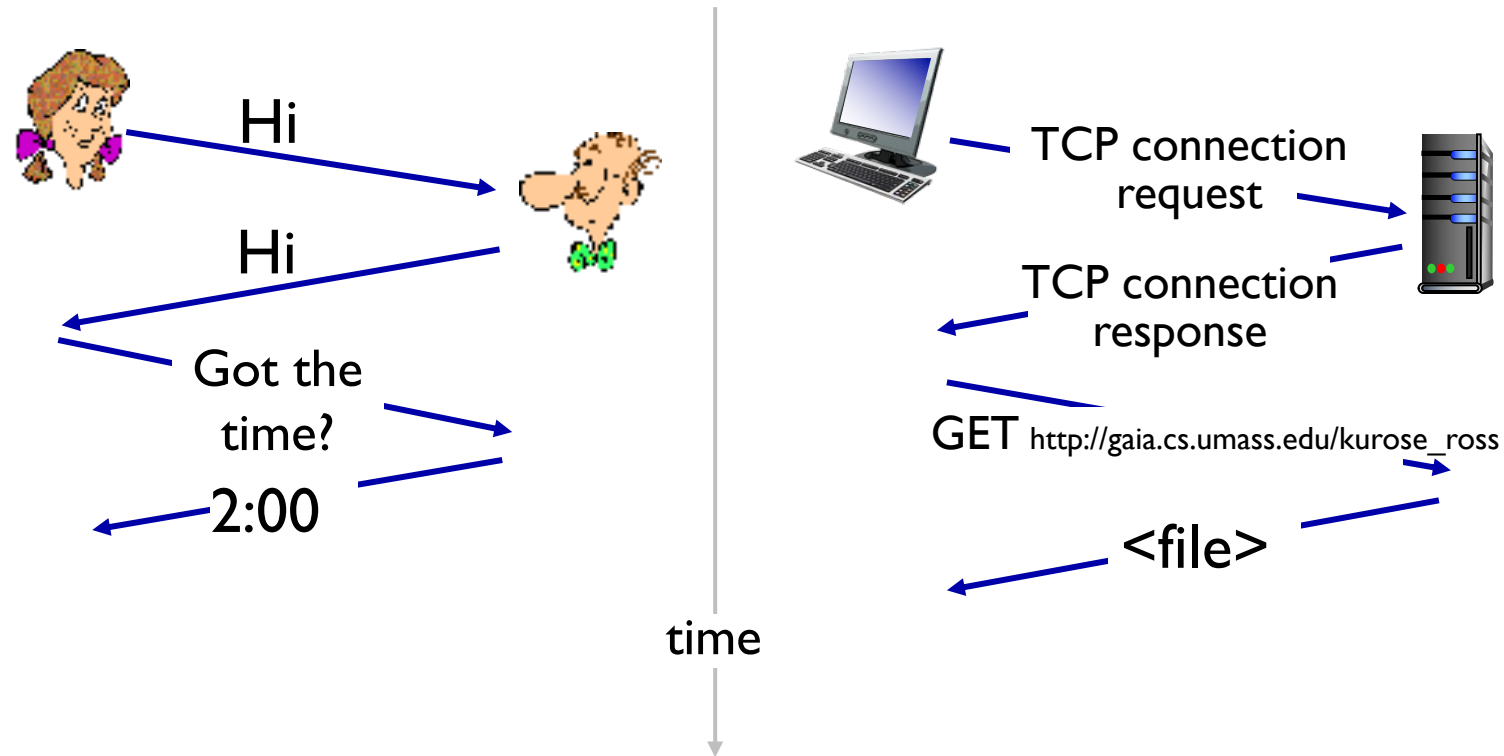 Hi
Hi
Got the
time?
2:00
TCP connection
request
TCP connection
response
GET http://gaia.cs.umass.edu/kurose_ross
<file>
time